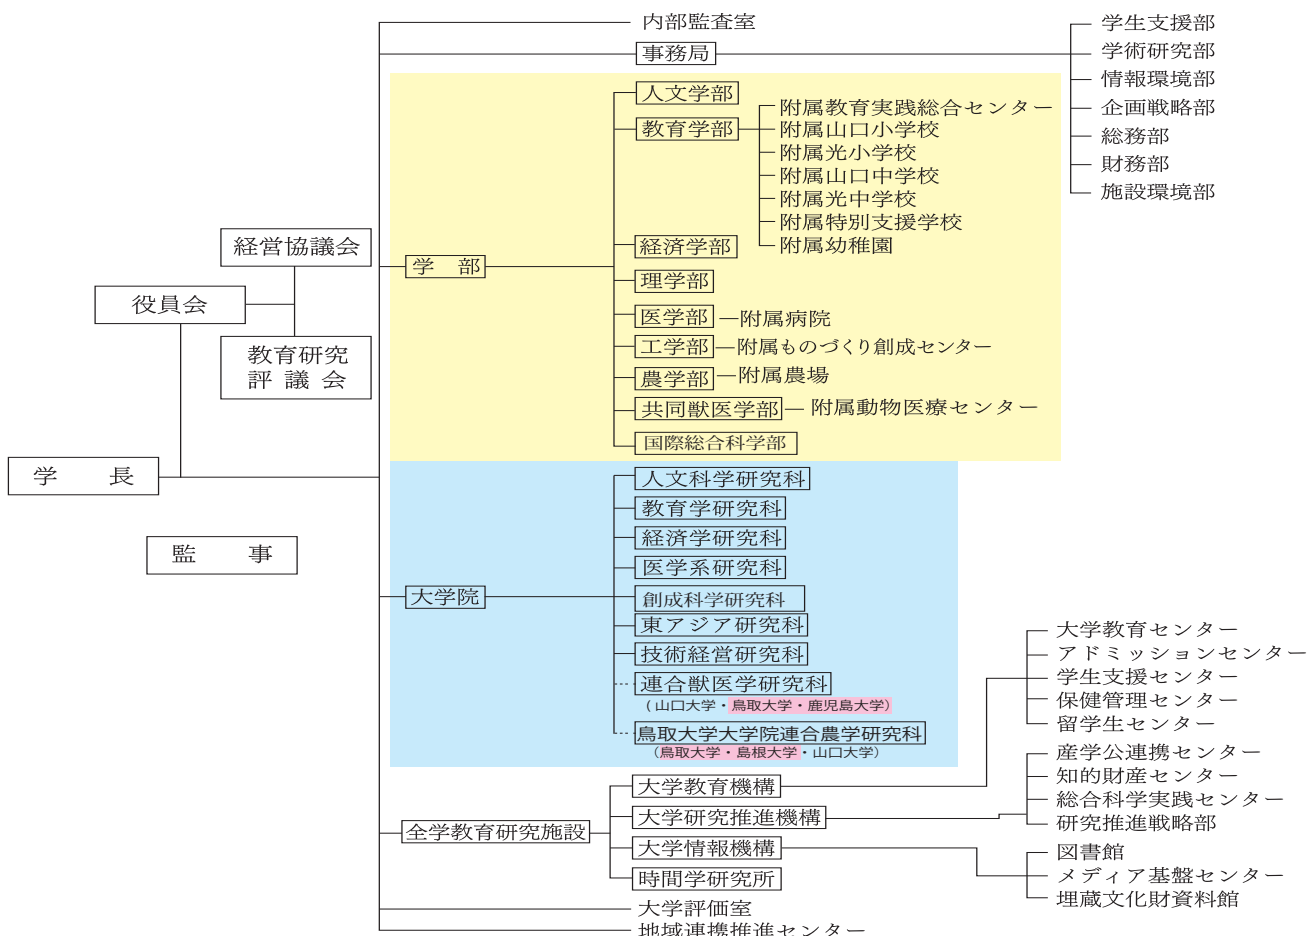 内部監査室
事務局
学生支援部
学術研究部
情報環境部
企画戦略部
総務部
財務部
施設環境部
人文学部
教育学部
附属教育実践総合センター
附属山口小学校
附属光小学校
附属山口中学校
附属光中学校
附属特別支援学校
附属幼稚園
経営協議会
役員会
教育研究
評議会
学長
監事
学部
経済学部
理学部
医学部
附属病院
工学部
附属ものづくり創成センター
農学部
附属農場
共同獣医学部
附属動物医療センター
国際総合科学部
大学院
人文科学研究科
教育学研究科
経済学研究科
医学系研究科
創成科学研究科
東アジア研究科
技術経営研究科
連合獣医学研究科
(山口大学・鳥取大学・鹿児島大学)
鳥取大学大学院連合農学研究科
(鳥取大学・島根大学・山口大学)
全学教育研究施設
大学教育機構
大学教育センター
アドミッションセンター
学生支援センター
保健管理センター
留学生センター
大学研究推進機構
産学公連携センター
知的財産センター
総合科学実践センター
研究推進戦略部
大学情報機構
図書館
メディア基盤センター
埋蔵文化財資料館
時間学研究所
大学評価室
地域連携推進センター